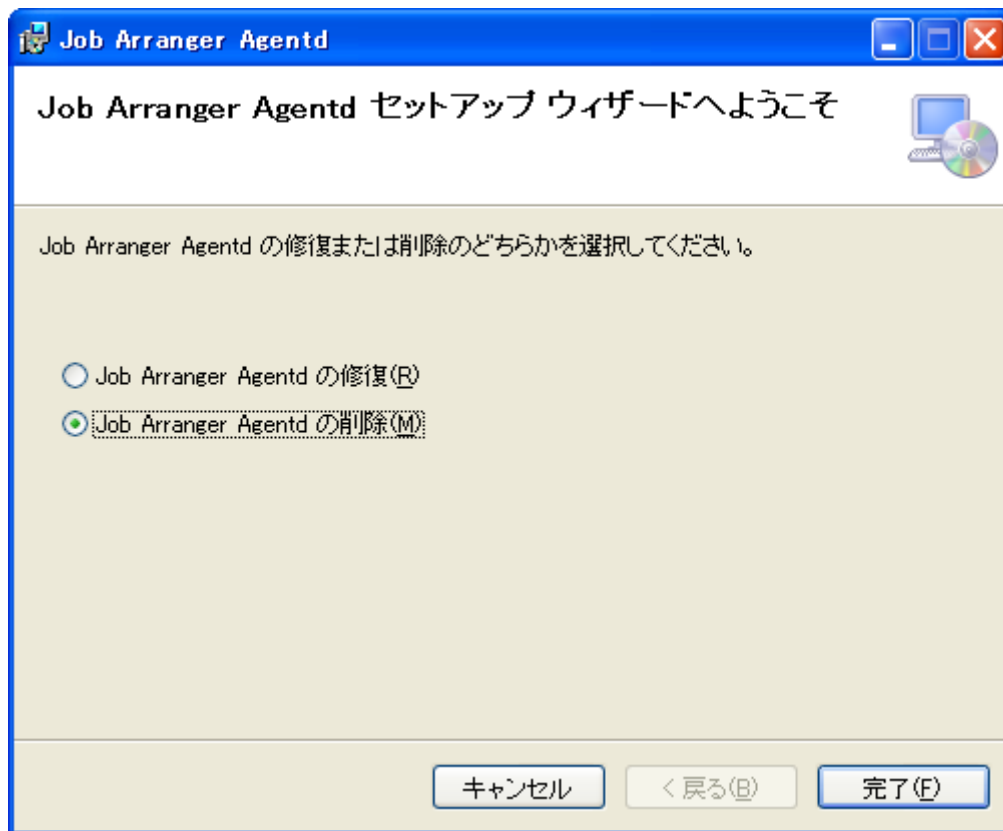 Job Arranger Agentd
Job Arranger Agentd セットアップ ウィザードへようこそ
Job Arranger Agentd の修復または削除のどちらかを選択してください。
Job Arranger Agentd の修復(R)
Job Arranger Agentd の削除(M)
キャンセル
< 戻る(B)
完了(F)